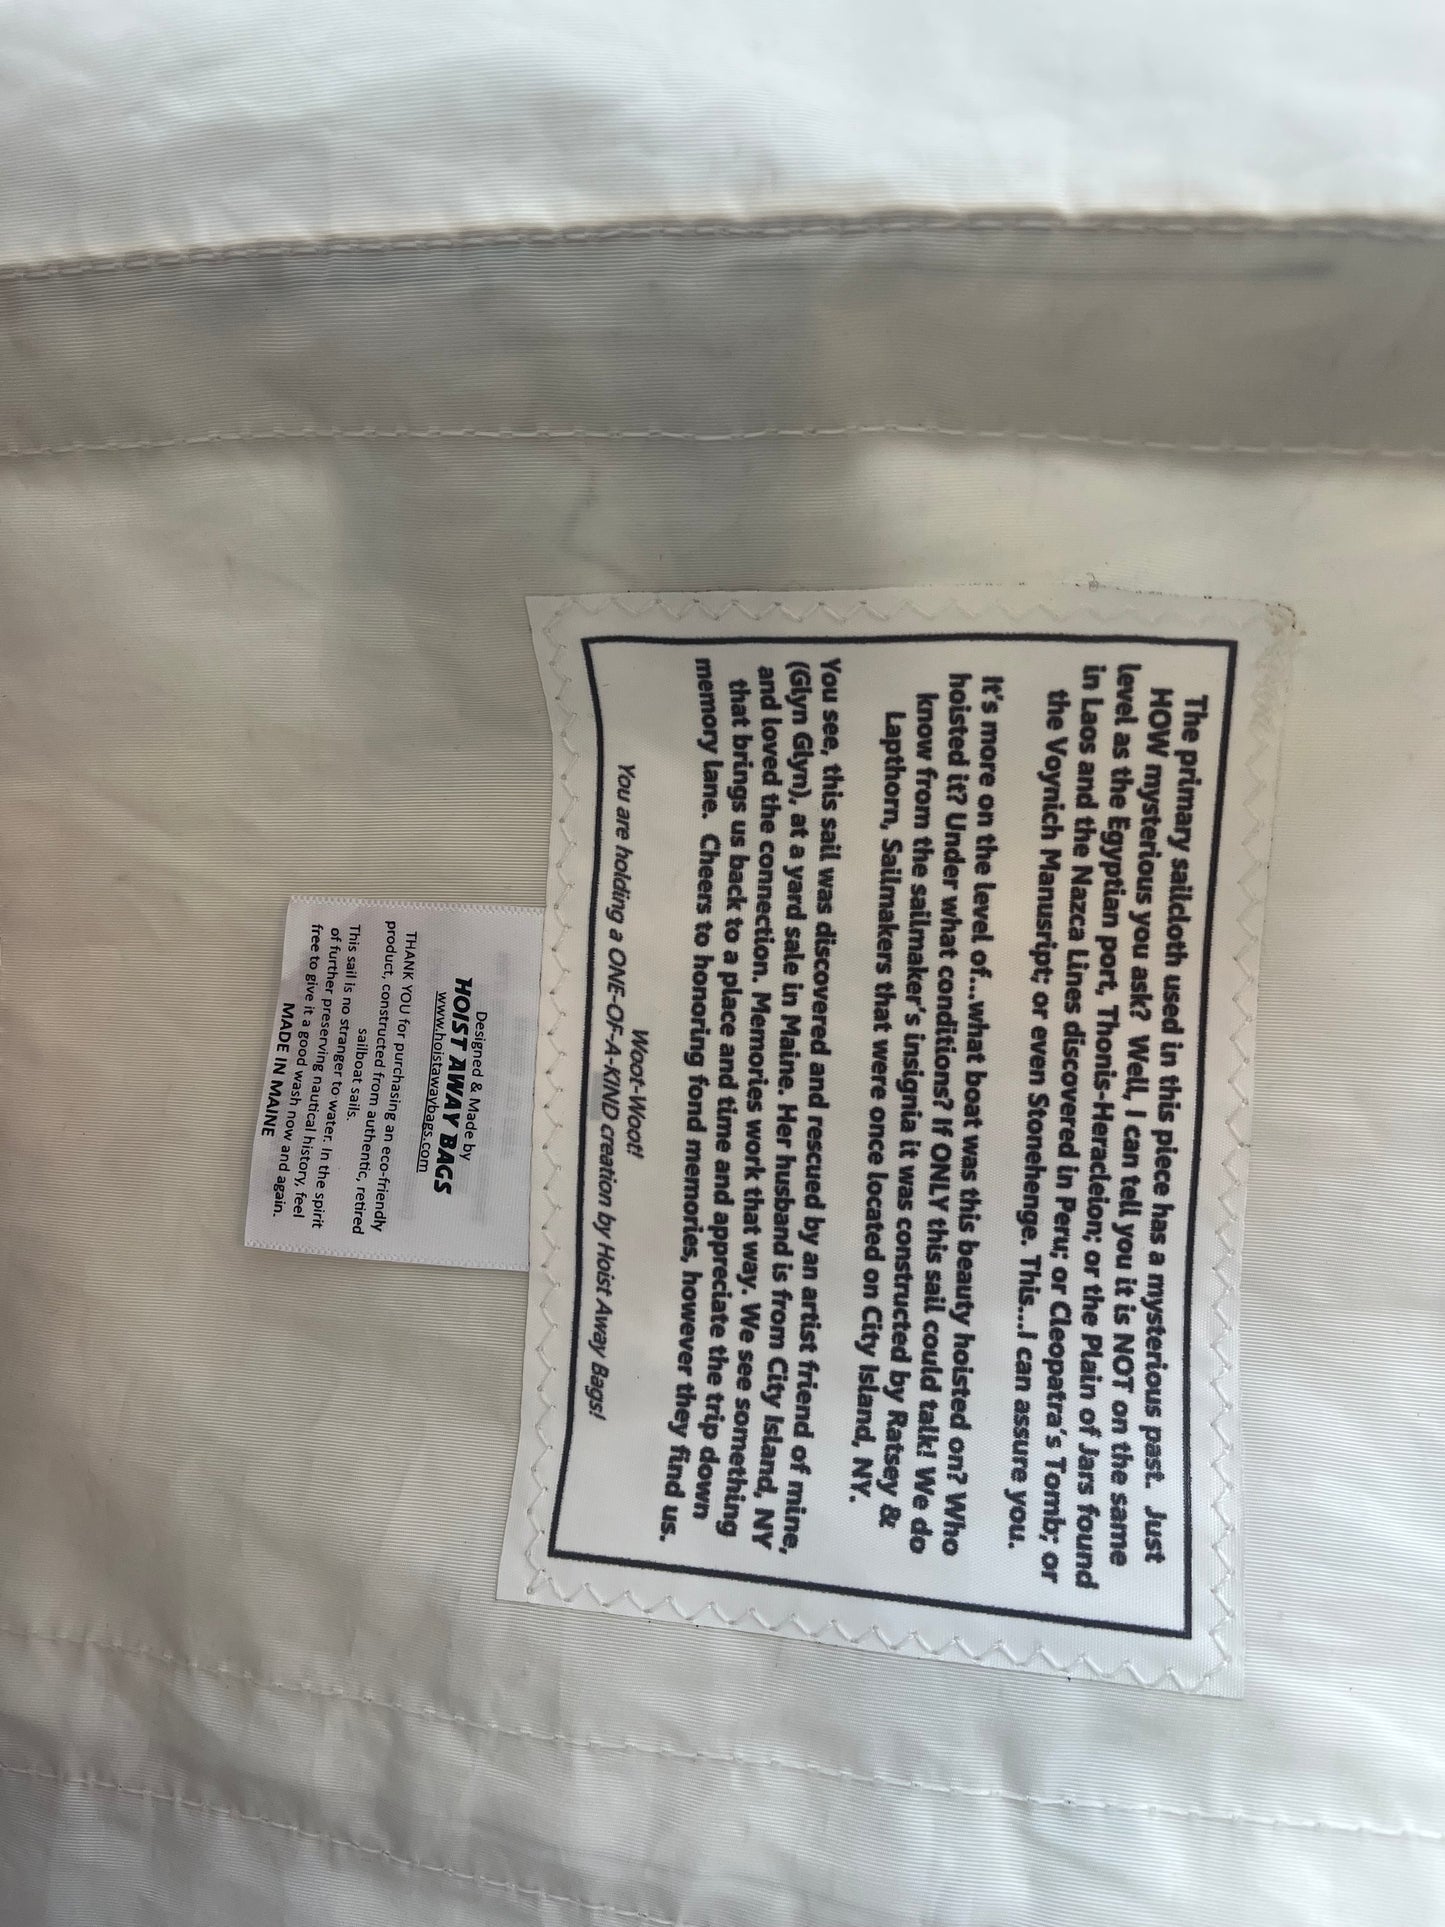 The primary sailcloth used in this piece has a mysterious past. Just
HOW mysterious you ask? Well, I can tell you it is NOT on the same
level as the Egyptian port, Thonis-Heracleion; or the Plain of Jars found
in Laos and the Nazca Lines discovered in Peru; or Cleopatra's Tomb; or
the Voynich Manusript; or even Stonehenge. This....I can assure you.
It's more on the level of...what boat was this beauty hoisted on? Who
hoisted it? Under what conditions? If ONLY this sail could talk! We do
know from the sailmaker's insignia it was constructed by Ratsey &
Lapthorn, Sailmakers that were once located on City Island, NY.
You see, this sail was discovered and rescued by an artist friend of mine,
(Glyn Glyn), at a yard sale in Maine. Her husband is from City Island, NY
and loved the connection. Memories work that way. We see something
that brings us back to a place and time and appreciate the trip down
memory lane. Cheers to honoring fond memories, however they find us.
Woot-Woot!
You are holding a ONE-OF-A-KIND creation by Hoist Away Bags!
Designed & Made by
HOIST AWAY BAGS
www.hoistawaybags.com
THANK YOU for purchasing an eco-friendly
product, constructed from authentic, retired
sailboat sails.
This sail is no stranger to water. In the spirit
of further preserving nautical history, feel
free to give it a good wash now and again.
MADE IN MAINE